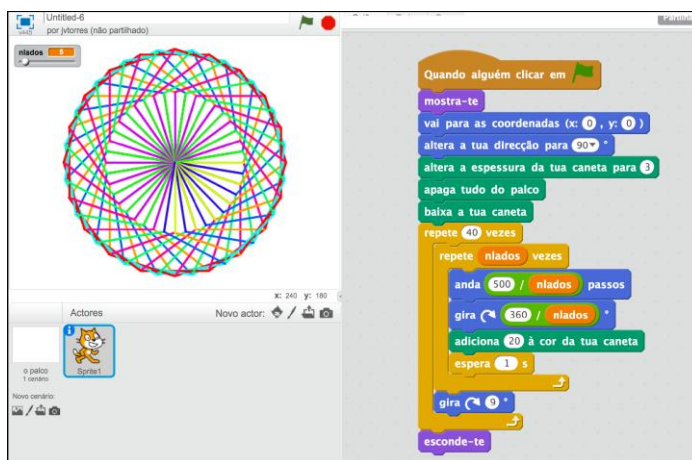 Untitled-6
por jvtorres (não partilhado)
v445
nlados 5
x: 240 y: 180
Actores
Novo actor:
o palco
1 cenário
Sprite1
Novo cenário:
Quando alguém clicar em
mostra-te
vai para as coordenadas (x: 0 , y: 0 )
altera a tua direcção para 90 °
altera a espessura da tua caneta para 3
apaga tudo do palco
baixa a tua caneta
repete 40 vezes
repete nlados vezes
anda 500 / nlados passos
gira 360 / nlados °
adiciona 20 à cor da tua caneta
espera 1 s
gira 9 °
esconde-te